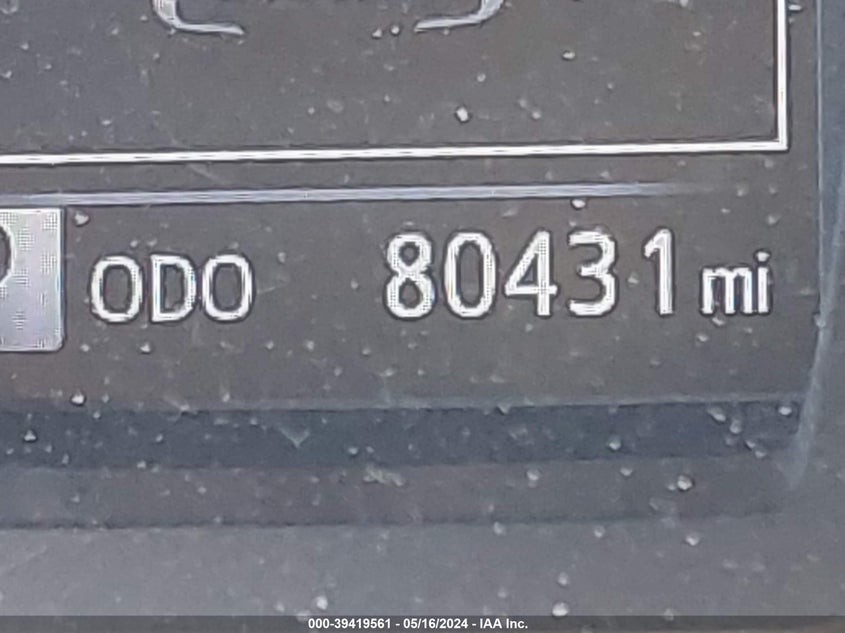 ODO 80431 mi
000-39419561 - 05/16/2024 - IAA Inc.